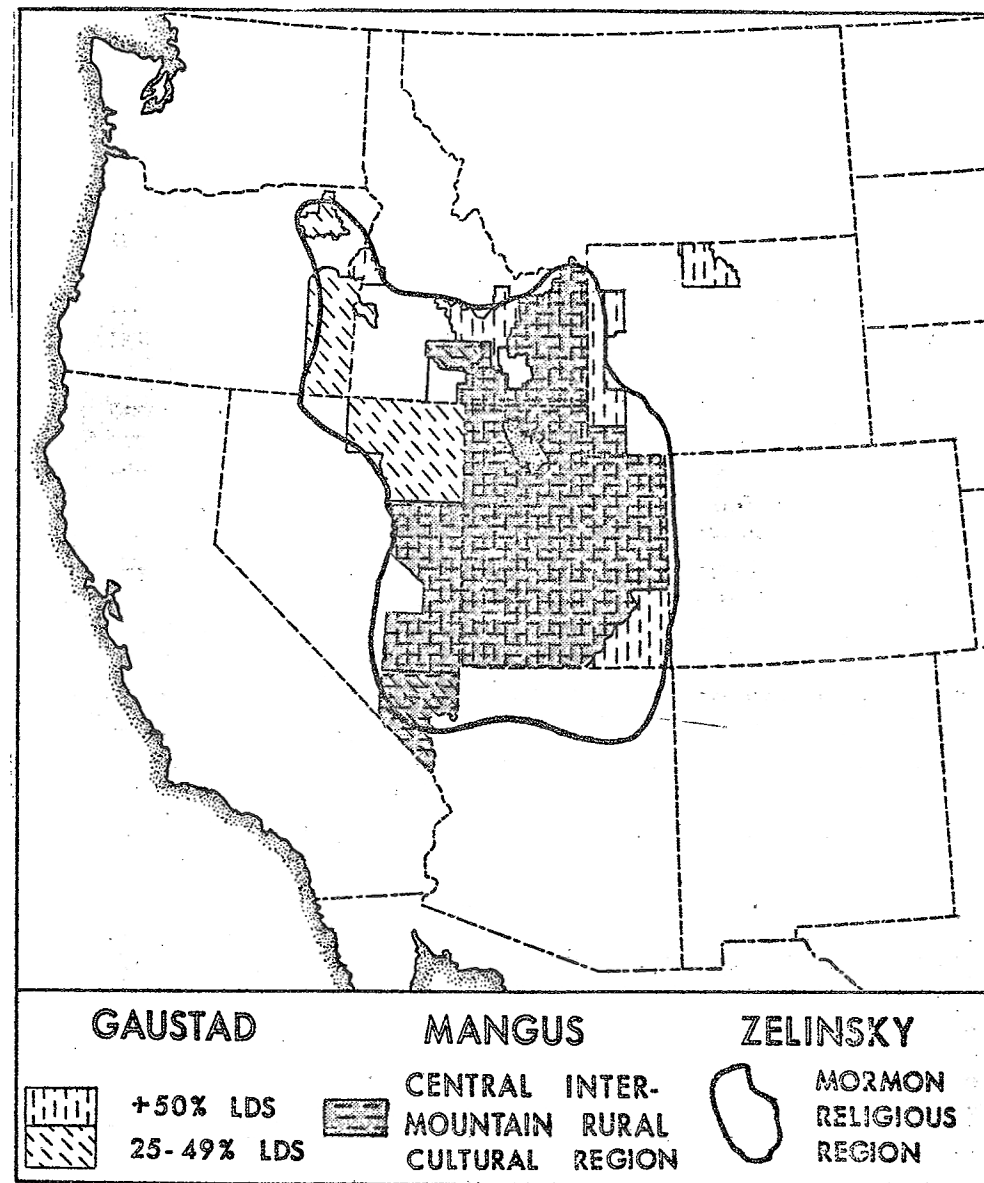 GAUSTAD
+50% LDS
25-49% LDS
MANGUS
CENTRAL INTER-
MOUNTAIN RURAL
CULTURAL REGION
ZELINSKY
MORMON
RELIGIOUS
REGION